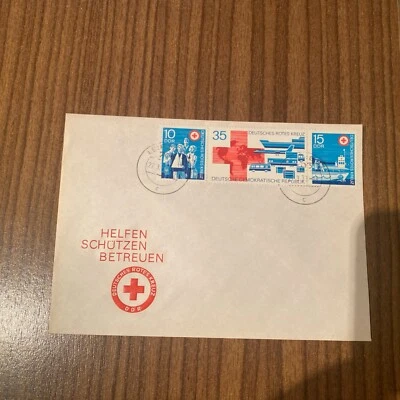 10
DDR
35
DEUTSCHES ROTES KREUZ
DEUTSCHE DEMOKRATISCHE REPUBLIK
15
DDR
HELFEN
SCHÜTZEN
BETREUEN
DEUTSCHES ROTES KREUZ
DDR